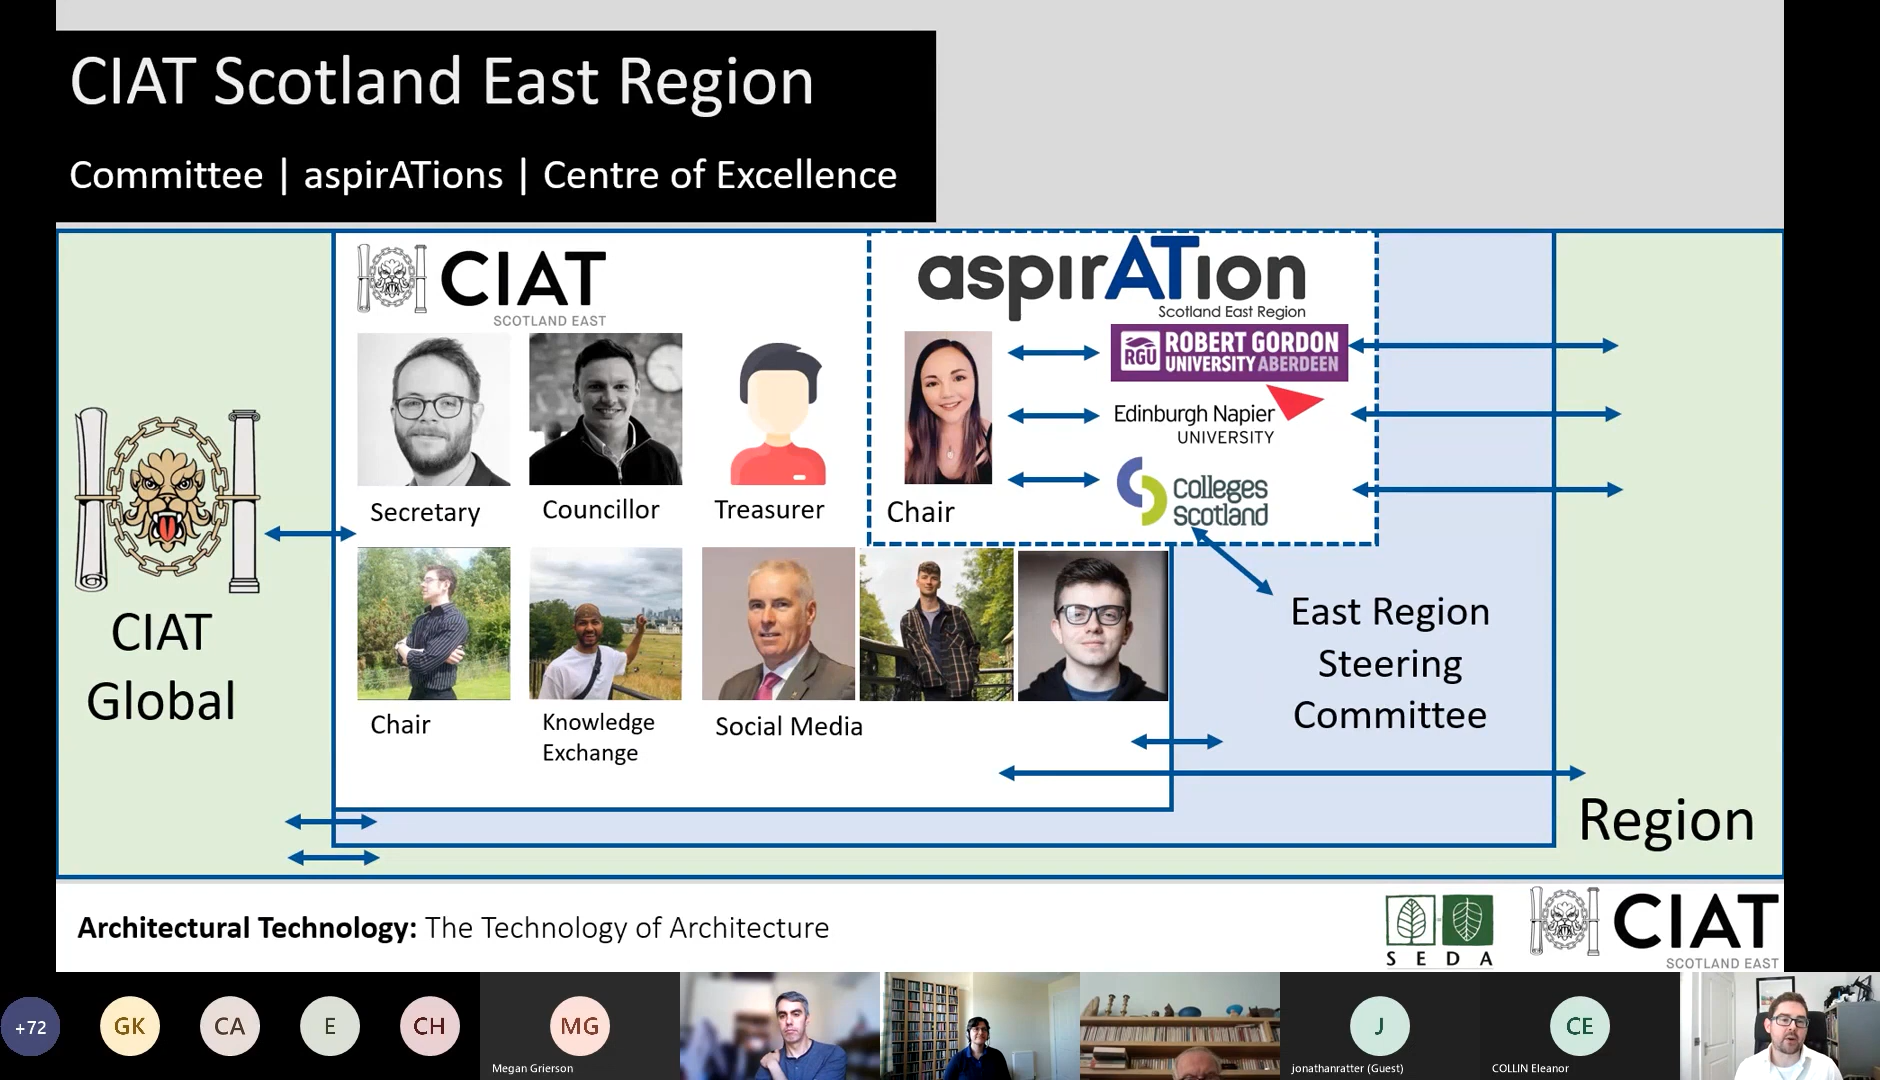 CIAT Scotland East Region
Committee | aspirATions | Centre of Excellence
CIAT
SCOTLAND EAST
aspirATion
Scotland East Region
RGU
ROBERT GORDON
UNIVERSITY ABERDEEN
Edinburgh Napier
UNIVERSITY
colleges
scotland
Secretary
Councillor
Treasurer
Chair
CIAT
Global
Chair
Knowledge
Exchange
Social Media
East Region
Steering
Committee
Region
Architectural Technology: The Technology of Architecture
SEDA
CIAT
SCOTLAND EAST
+72
GK
CA
E
CH
MG
Megan Grierson
J
jonathanratter (Guest)
CE
COLLIN Eleanor